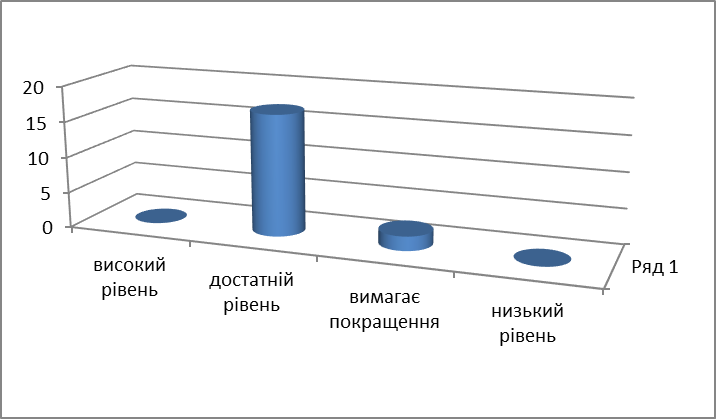 20
15
10
5
0
високий
рівень
достатній
рівень
вимагає
покращення
низький
рівень
Ряд 1